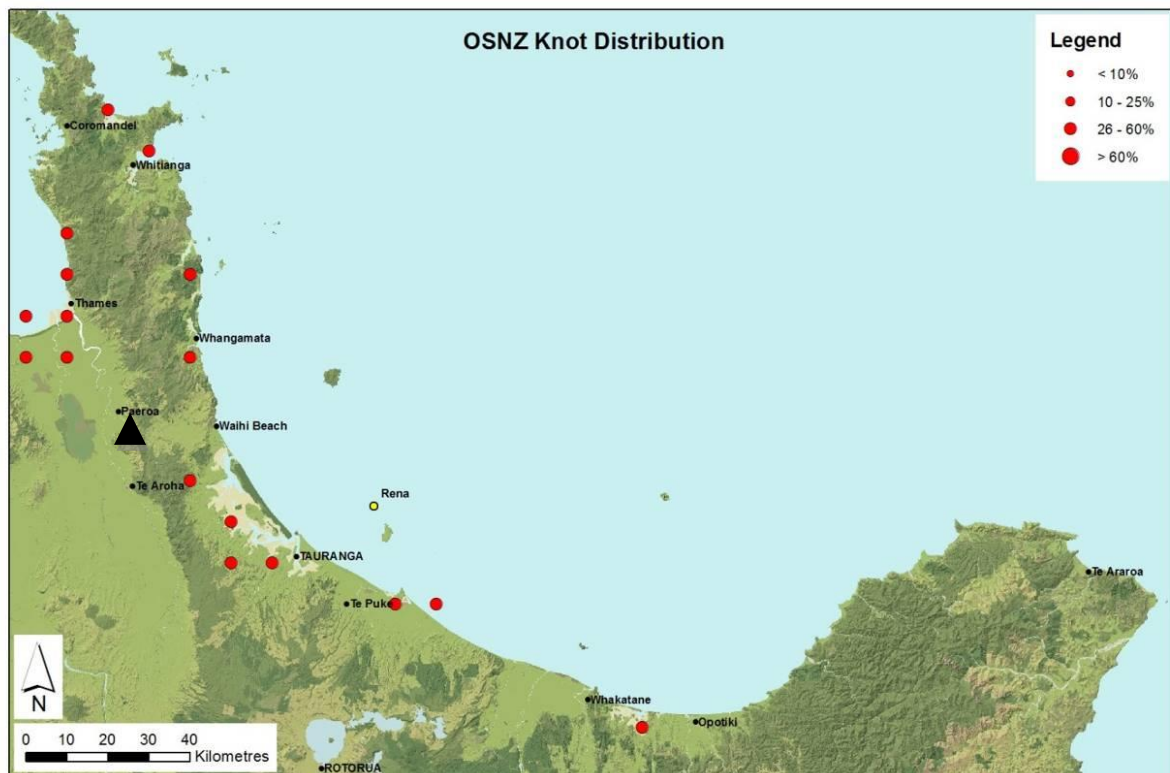 OSNZ Knot Distribution
Legend
< 10%
10 - 25%
26 - 60%
> 60%
Coromandel
Whitianga
Thames
Whangamata
Paeroa
Waihi Beach
Te Aroha
Rena
TAURANGA
Te Puke
Te Araroa
Whakatane
Opotiki
ROTORUA
N
0 10 20 30 40
Kilometres